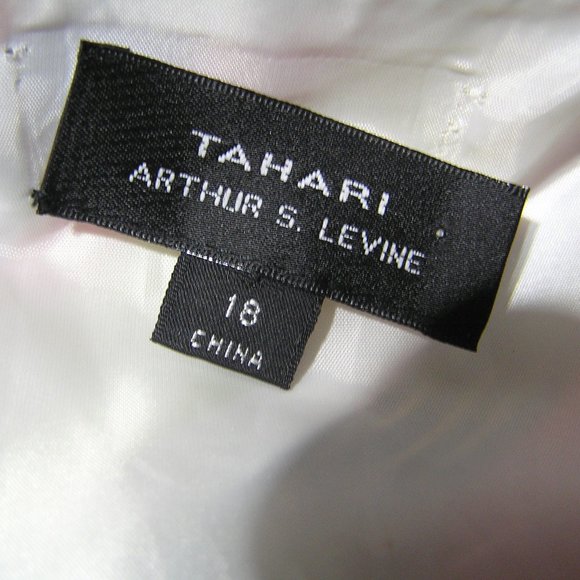 TAHARI
ARTHUR S. LEVINE
18
CHINA